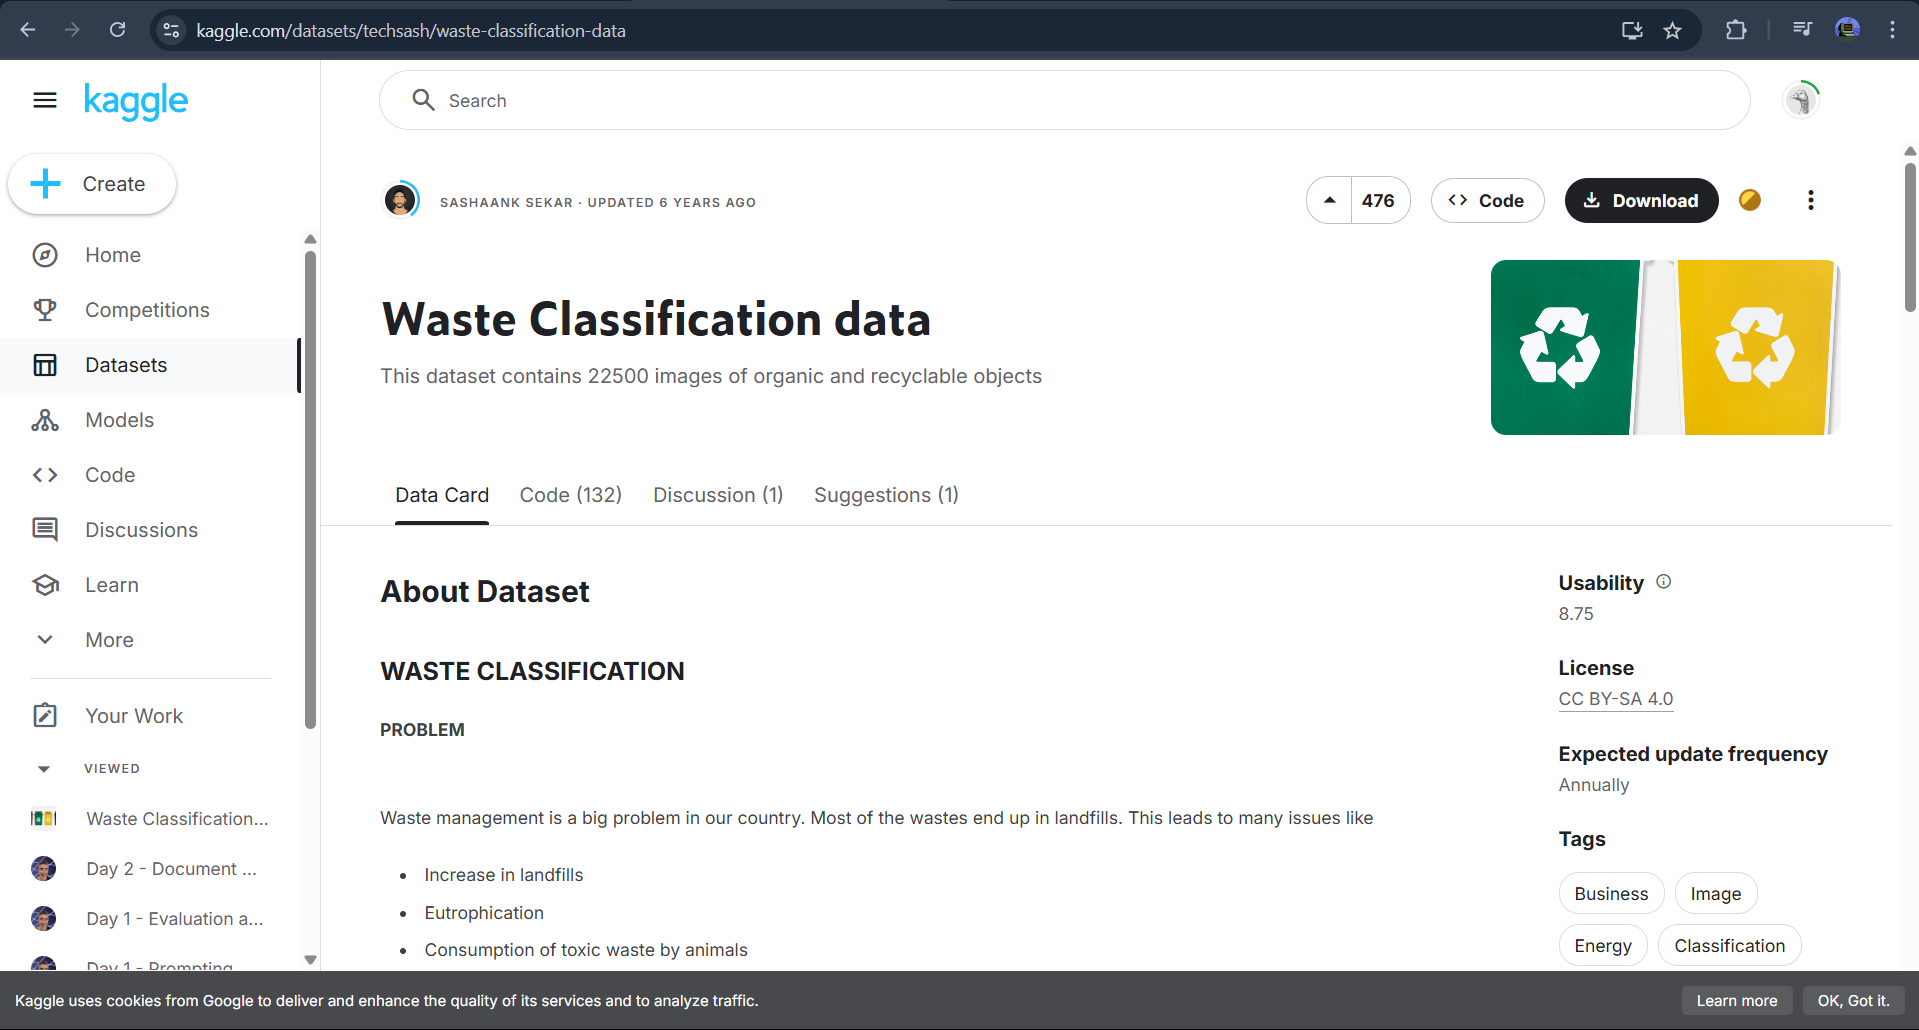 kaggle.com/datasets/techsash/waste-classification-data
kaggle
Search
Create
Home
Competitions
Datasets
Models
Code
Discussions
Learn
More
Your Work
VIEWED
Waste Classification...
Day 2 - Document ...
Day 1 - Evaluation a...
Day 1 - Prompting
SASHAANK SEKAR · UPDATED 6 YEARS AGO
476
Code
Download
Waste Classification data
This dataset contains 22500 images of organic and recyclable objects
Data Card
Code (132)
Discussion (1)
Suggestions (1)
About Dataset
WASTE CLASSIFICATION
PROBLEM
Waste management is a big problem in our country. Most of the wastes end up in landfills. This leads to many issues like
• Increase in landfills
• Eutrophication
• Consumption of toxic waste by animals
Usability
8.75
License
CC BY-SA 4.0
Expected update frequency
Annually
Tags
Business
Image
Energy
Classification
Kaggle uses cookies from Google to deliver and enhance the quality of its services and to analyze traffic.
Learn more
OK, Got it.